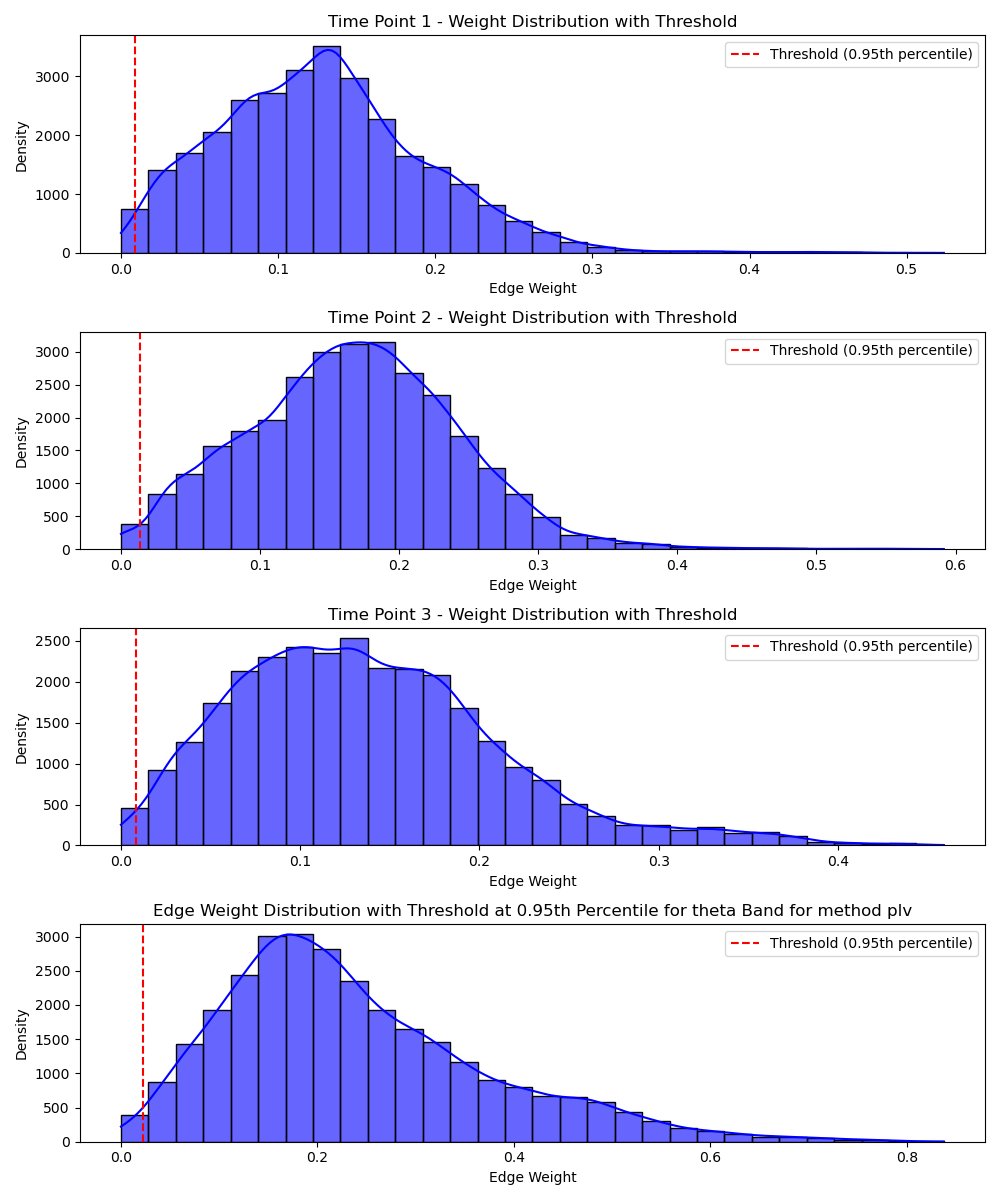 Time Point 1 - Weight Distribution with Threshold
Threshold (0.95th percentile)
Density
3000
2000
1000
0
0.0 0.1 0.2 0.3 0.4 0.5
Edge Weight
Time Point 2 - Weight Distribution with Threshold
Threshold (0.95th percentile)
Density
3000
2500
2000
1500
1000
500
0
0.0 0.1 0.2 0.3 0.4 0.5 0.6
Edge Weight
Time Point 3 - Weight Distribution with Threshold
Threshold (0.95th percentile)
Density
2500
2000
1500
1000
500
0
0.0 0.1 0.2 0.3 0.4
Edge Weight
Edge Weight Distribution with Threshold at 0.95th Percentile for theta Band for method plv
Threshold (0.95th percentile)
Density
3000
2500
2000
1500
1000
500
0
0.0 0.2 0.4 0.6 0.8
Edge Weight